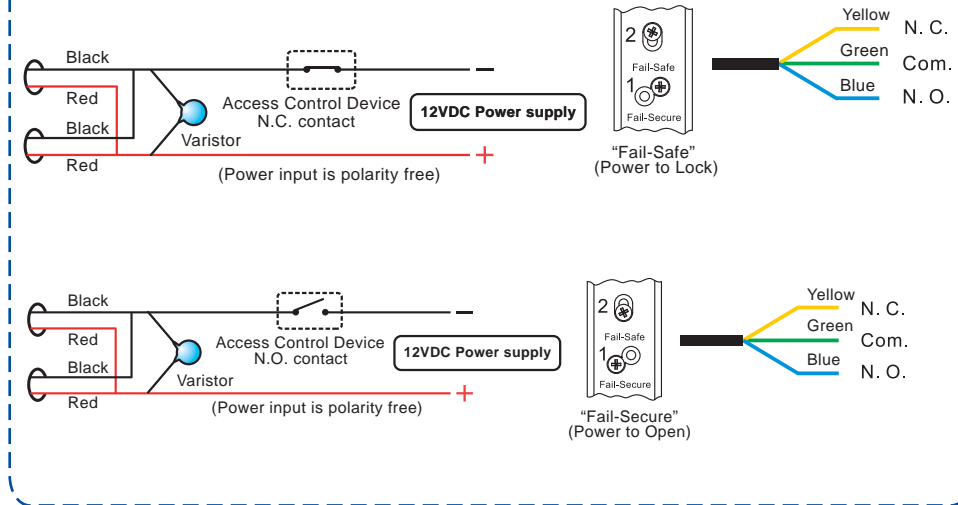 Black
Red
Black
Red
Varistor
Access Control Device
N.C. contact
12VDC Power supply
−
+
(Power input is polarity free)
2
Fail-Safe
1
Fail-Secure
“Fail-Safe”
(Power to Lock)
Yellow N. C.
Green Com.
Blue N. O.
Black
Red
Black
Red
Varistor
Access Control Device
N.O. contact
12VDC Power supply
−
+
(Power input is polarity free)
2
Fail-Safe
1
Fail-Secure
“Fail-Secure”
(Power to Open)
Yellow N. C.
Green Com.
Blue N. O.